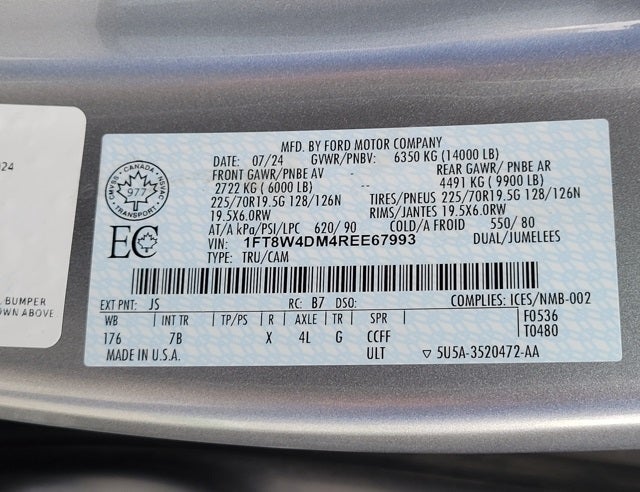 024
L BUMPER
OWN ABOVE
MFD. BY FORD MOTOR COMPANY
DATE: 07/24 GVWR/PNBV: 6350 KG (14000 LB)
FRONT GAWR/PNBE AV REAR GAWR/ PNBE AR
2722 KG ( 6000 LB) -- 4491 KG ( 9900 LB)
225/70R19.5G 128/126N TIRES/PNEUS 225/70R19.5G 128/126N
19.5X6.0RW RIMS/JANTES 19.5X6.0RW
AT/A kPa/PSI/LPC 620/ 90 COLD/A FROID 550/ 80
VIN: 1FT8W4DM4REE67993 DUAL/JUMELEES
TYPE: TRU/CAM
CANADA
CMVSS NSVAC
977
TRANSPORT
EC
EXT PNT: JS RC: B7 DSO: COMPLIES: ICES/NMB-002
WB INT TR TP/PS R AXLE TR SPR F0536
176 7B X 4L G CCFF T0480
MADE IN U.S.A. ULT ▽ 5U5A-3520472-AA